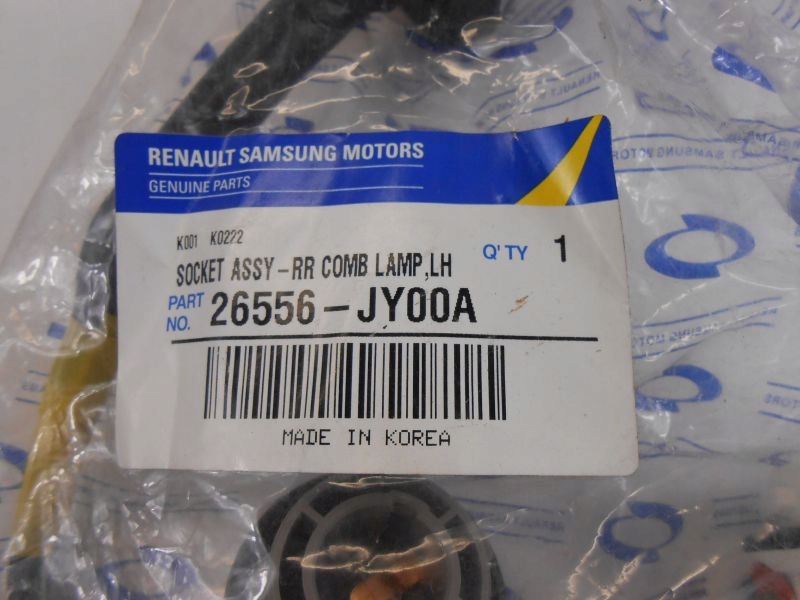 RENAULT SAMSUNG MOTORS
GENUINE PARTS
K001 K0222
SOCKET ASSY-RR COMB LAMP,LH
Q'TY 1
PART NO. 26556-JY00A
MADE IN KOREA